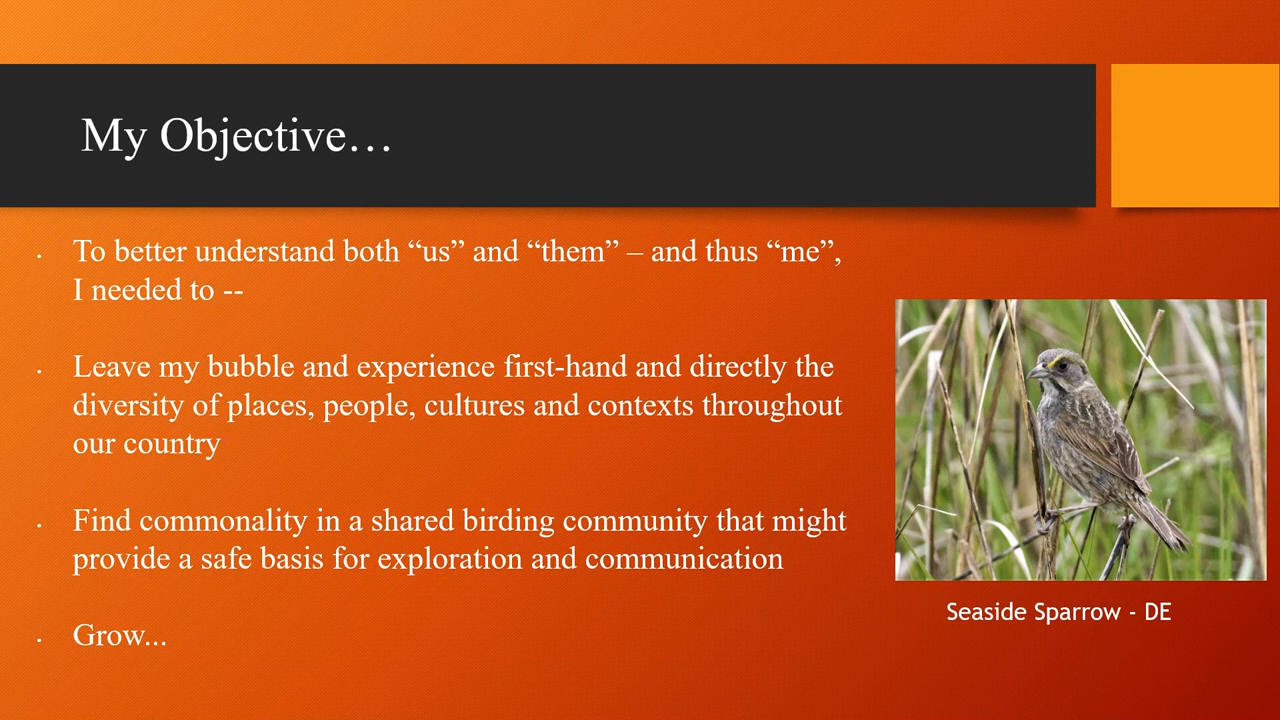 My Objective…
To better understand both “us” and “them” – and thus “me”,
I needed to --
Leave my bubble and experience first-hand and directly the
diversity of places, people, cultures and contexts throughout
our country
Find commonality in a shared birding community that might
provide a safe basis for exploration and communication
Grow...
Seaside Sparrow - DE